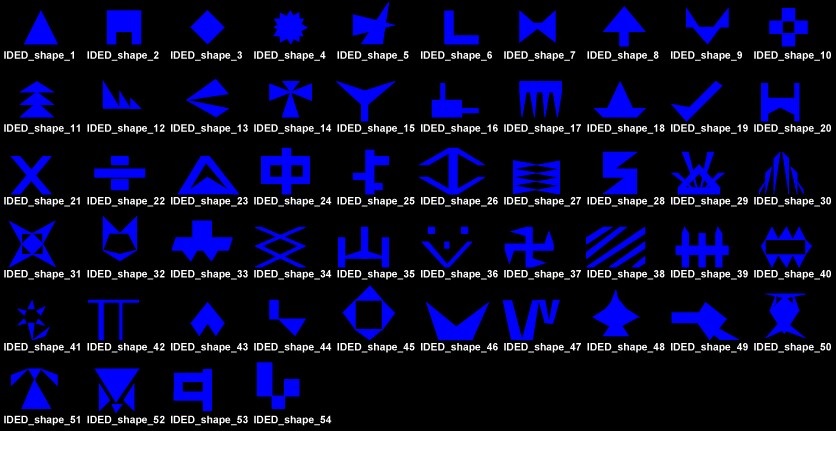 IDED_shape_1 IDED_shape_2 IDED_shape_3 IDED_shape_4 IDED_shape_5 IDED_shape_6 IDED_shape_7 IDED_shape_8 IDED_shape_9 IDED_shape_10
IDED_shape_11 IDED_shape_12 IDED_shape_13 IDED_shape_14 IDED_shape_15 IDED_shape_16 IDED_shape_17 IDED_shape_18 IDED_shape_19 IDED_shape_20
IDED_shape_21 IDED_shape_22 IDED_shape_23 IDED_shape_24 IDED_shape_25 IDED_shape_26 IDED_shape_27 IDED_shape_28 IDED_shape_29 IDED_shape_30
IDED_shape_31 IDED_shape_32 IDED_shape_33 IDED_shape_34 IDED_shape_35 IDED_shape_36 IDED_shape_37 IDED_shape_38 IDED_shape_39 IDED_shape_40
IDED_shape_41 IDED_shape_42 IDED_shape_43 IDED_shape_44 IDED_shape_45 IDED_shape_46 IDED_shape_47 IDED_shape_48 IDED_shape_49 IDED_shape_50
IDED_shape_51 IDED_shape_52 IDED_shape_53 IDED_shape_54